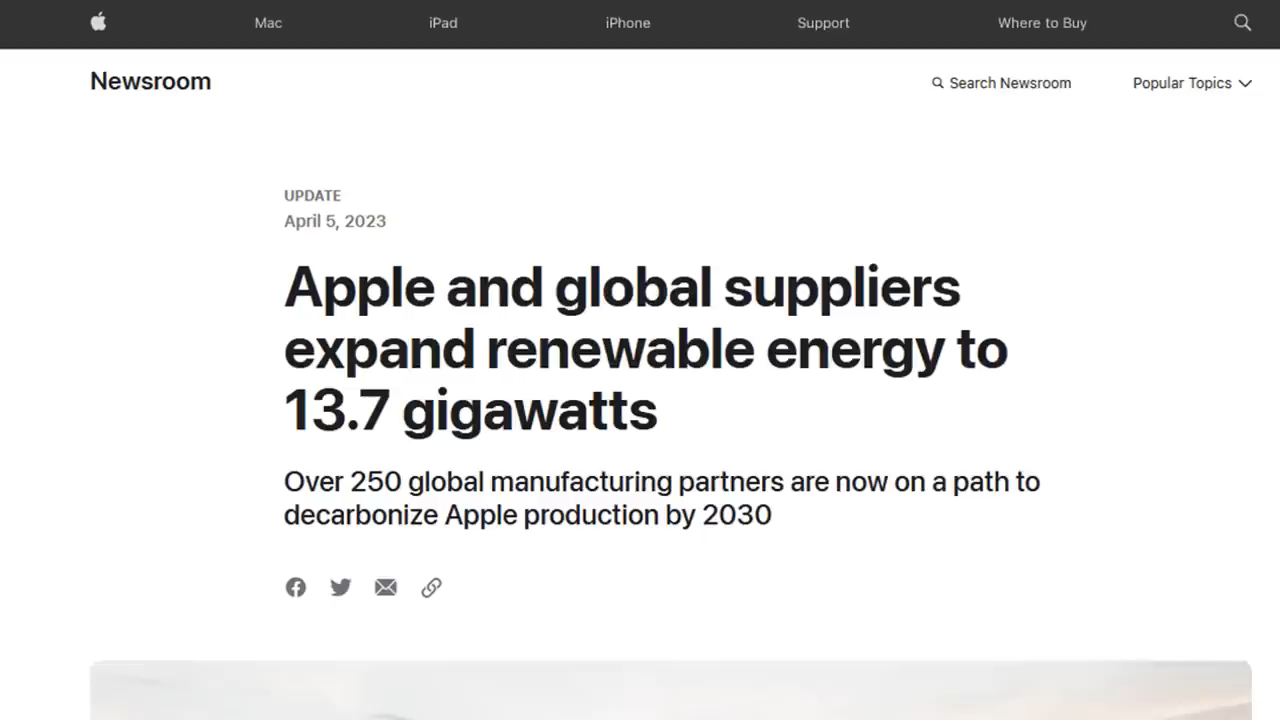 Mac iPad iPhone Support Where to Buy
Newsroom Search Newsroom Popular Topics
UPDATE
April 5, 2023
Apple and global suppliers
expand renewable energy to
13.7 gigawatts
Over 250 global manufacturing partners are now on a path to
decarbonize Apple production by 2030